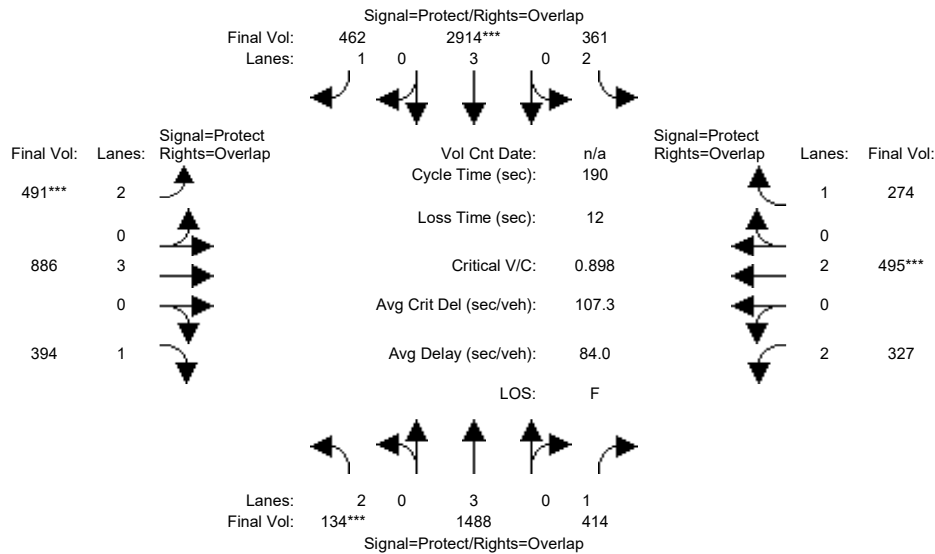 Signal=Protect/Rights=Overlap
Final Vol: 462 2914*** 361
Lanes: 1 0 3 0 2
Signal=Protect
Final Vol: Lanes: Rights=Overlap
Vol Cnt Date: n/a
Signal=Protect
Rights=Overlap Lanes: Final Vol:
Cycle Time (sec): 190
491*** 2
1 274
Loss Time (sec): 12
0
0
886 3
Critical V/C: 0.898
2 495***
0
Avg Crit Del (sec/veh): 107.3
0
394 1
Avg Delay (sec/veh): 84.0
2 327
LOS: F
Lanes: 2 0 3 0 1
Final Vol: 134*** 1488 414
Signal=Protect/Rights=Overlap